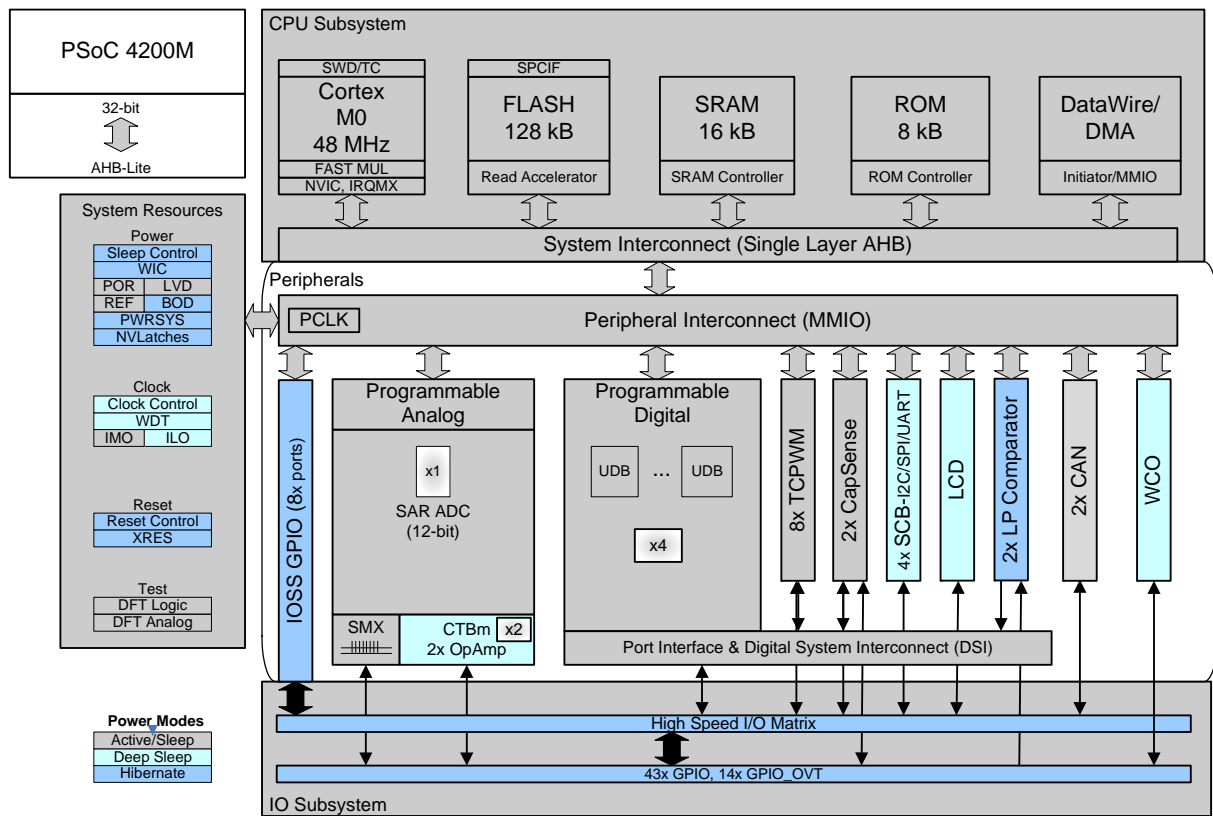 PSoC 4200M
32-bit
AHB-Lite
CPU Subsystem
SWD/TC
Cortex
M0
48 MHz
FAST MUL
NVIC, IRQMX
SPCIF
FLASH
128 kB
Read Accelerator
SRAM
16 kB
SRAM Controller
ROM
8 kB
ROM Controller
DataWire/
DMA
Initiator/MMIO
System Interconnect (Single Layer AHB)
System Resources
Power
Sleep Control
WIC
POR
LVD
REF
BOD
PWRSYS
NVLatches
Clock
Clock Control
WDT
IMO
ILO
Reset
Reset Control
XRES
Test
DFT Logic
DFT Analog
Peripherals
PCLK
Peripheral Interconnect (MMIO)
IOSS GPIO (8x ports)
Programmable
Analog
x1
SAR ADC
(12-bit)
SMX
CTBm
x2
2x OpAmp
Programmable
Digital
UDB
...
UDB
x4
8x TCPWM
2x CapSense
4x SCB-I2C/SPI/UART
LCD
2x LP Comparator
2x CAN
WCO
Port Interface & Digital System Interconnect (DSI)
Power Modes
Active/Sleep
Deep Sleep
Hibernate
High Speed I/O Matrix
43x GPIO, 14x GPIO_OVT
IO Subsystem